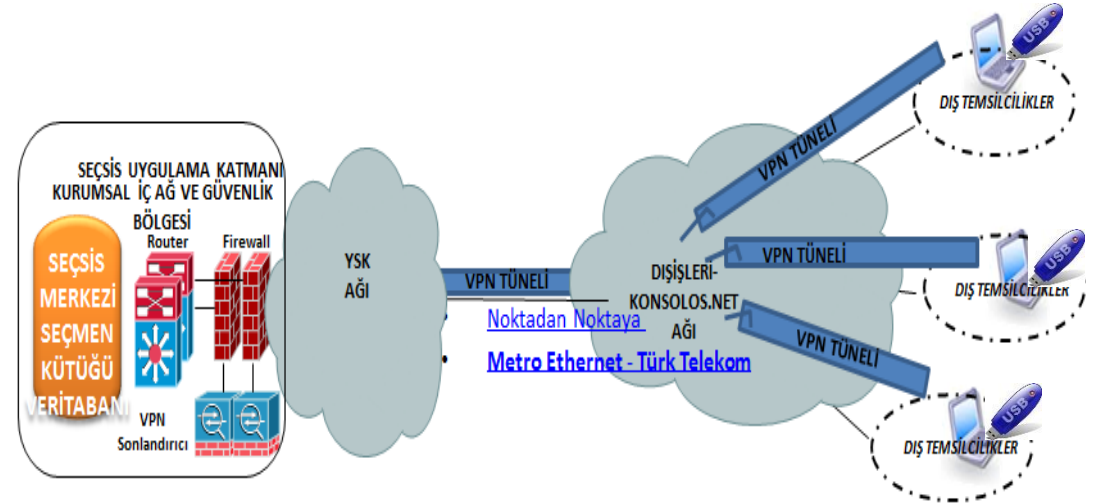 SEÇSİS UYGULAMA KATMANI
KURUMSAL İÇ AĞ VE GÜVENLİK
BÖLGESİ
Router
Firewall
SEÇSİS
MERKEZİ
SEÇMEN
KÜTÜĞÜ
VERİTABANI
VPN
Sonlandırıcı
YSK
AĞI
VPN TÜNELİ
Noktadan Noktaya
Metro Ethernet - Türk Telekom
DIŞİŞLERİ-
KONSOLOS.NET
AĞI
VPN TÜNELİ
USB
DIŞ TEMSİLCİLİKLER
VPN TÜNELİ
USB
DIŞ TEMSİLCİLİKLER
VPN TÜNELİ
USB
DIŞ TEMSİLCİLİKLER